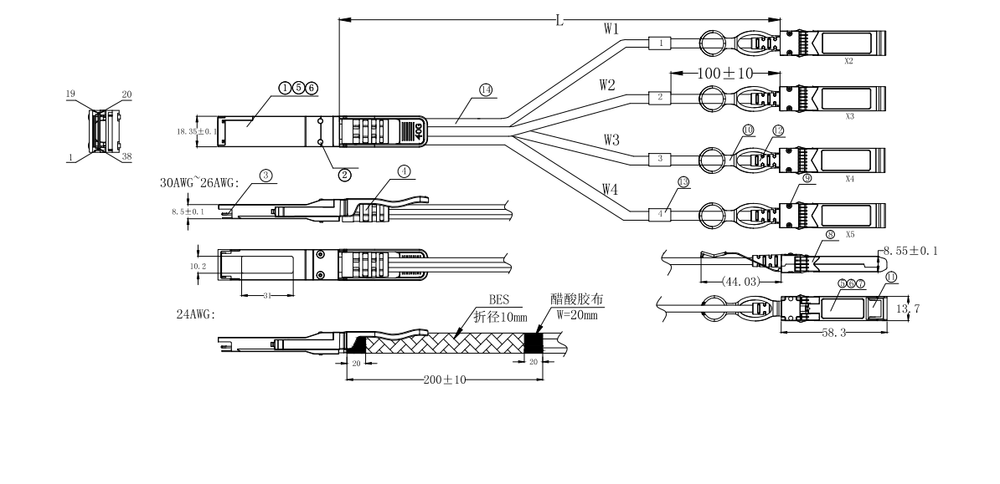 L
W1
1
X2
100±10
W2
2
X3
19
20
①⑤⑥
⑭
18.35±0.1
40G
W3
3
⑩
⑫
X4
1
38
②
③
④
30AWG~26AWG:
8.5±0.1
W4
4
⑬
⑨
X5
⑧
8.55±0.1
10.2
31
(44.03)
⑤⑥⑦
⑪
13.7
58.3
24AWG:
BES
折径10mm
醋酸胶布
W=20mm
20
20
200±10